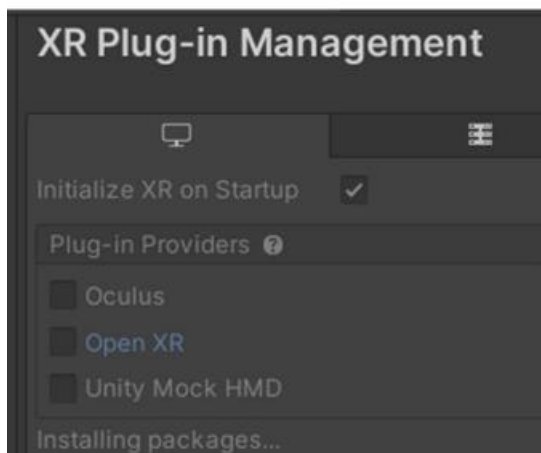 XR Plug-in Management
Initialize XR on Startup
Plug-in Providers
Oculus
Open XR
Unity Mock HMD
Installing packages...